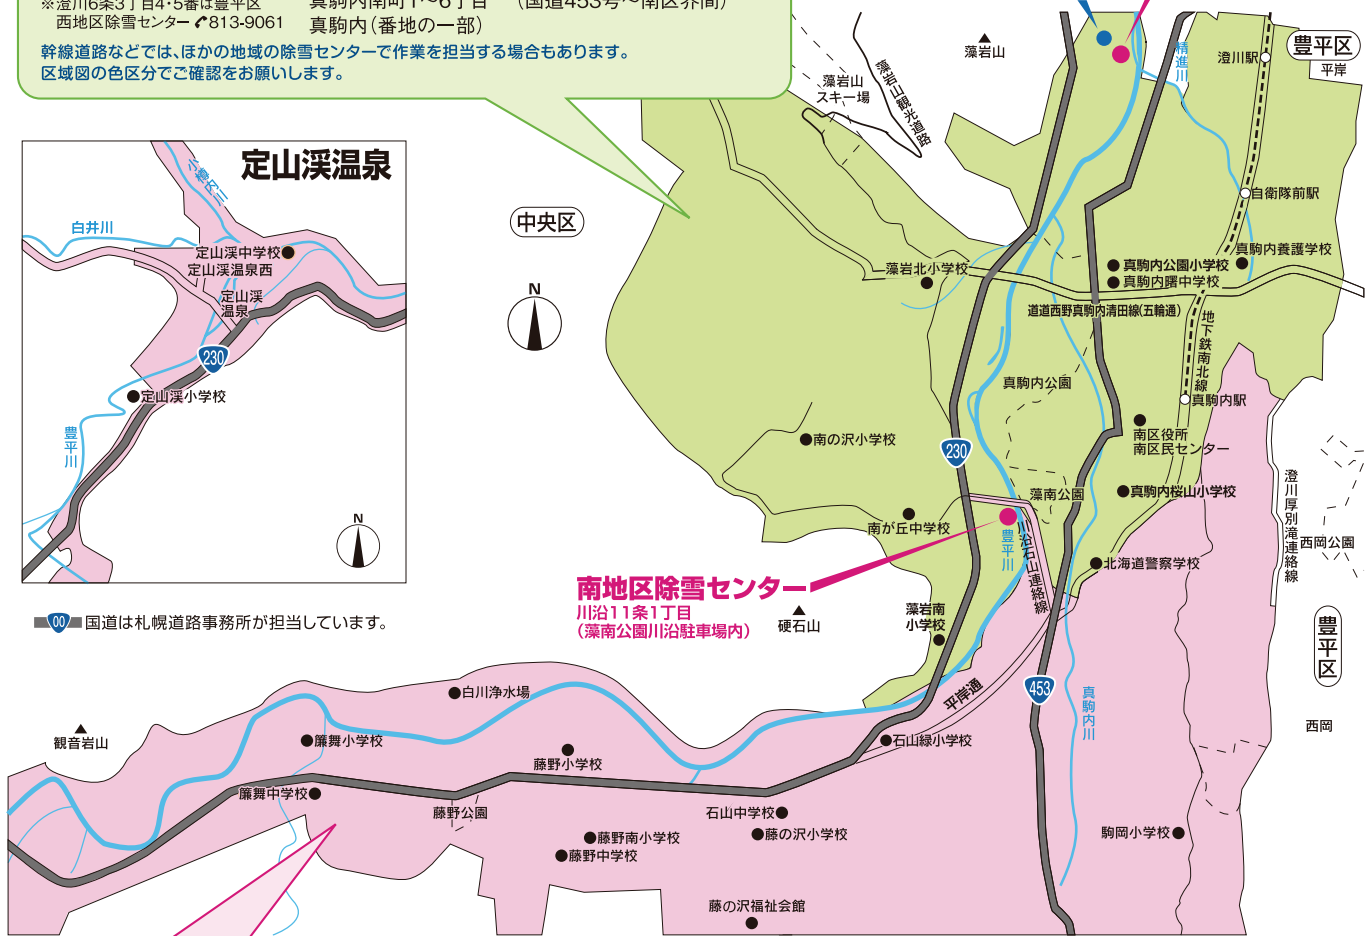 ※澄川6条3丁目4・5番は豊平区
西地区除雪センター ✆813-9061
真駒内南町1〜6丁目 (国道453号〜南区界間)
真駒内(番地の一部)
幹線道路などでは、ほかの地域の除雪センターで作業を担当する場合もあります。
区域図の色区分でご確認をお願いします。
定山渓温泉
小樽内川
白井川
定山渓中学校
定山渓温泉西
定山渓
温泉
230
定山渓小学校
豊平川
N
00 国道は札幌道路事務所が担当しています。
中央区
N
藻岩山
藻岩山
スキー場
藻岩山観光道路
精進川
澄川駅
豊平区
平岸
自衛隊前駅
真駒内養護学校
真駒内公園小学校
真駒内曙中学校
藻岩北小学校
道道西野真駒内清田線(五輪通)
地下鉄南北線
真駒内公園
真駒内駅
南の沢小学校
230
南区役所
南区民センター
藻南公園
真駒内桜山小学校
澄川厚別滝連絡線
西岡公園
南が丘中学校
豊平川
川沿石山連絡線
北海道警察学校
南地区除雪センター
川沿11条1丁目
(藻南公園川沿駐車場内)
硬石山
藻岩南
小学校
豊平区
453
平岸通
真駒内川
西岡
白川浄水場
観音岩山
簾舞小学校
藤野小学校
石山緑小学校
簾舞中学校
藤野公園
石山中学校
藤の沢小学校
藤野南小学校
藤野中学校
駒岡小学校
藤の沢福祉会館